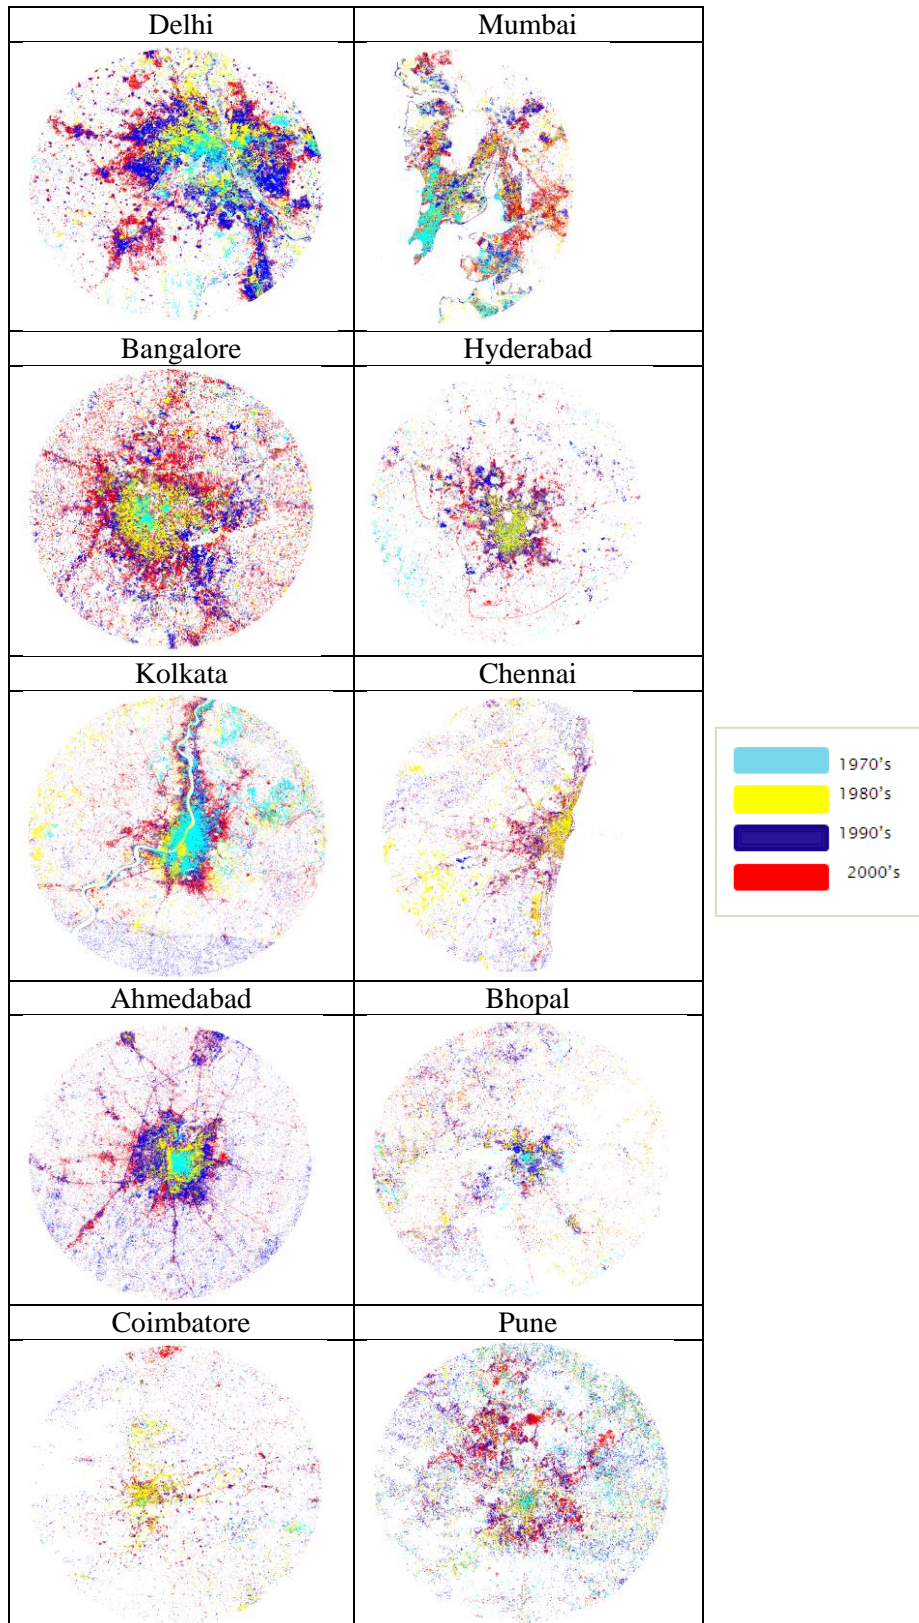 Delhi
Mumbai
Bangalore
Hyderabad
Kolkata
Chennai
1970's
1980's
1990's
2000's
Ahmedabad
Bhopal
Coimbatore
Pune